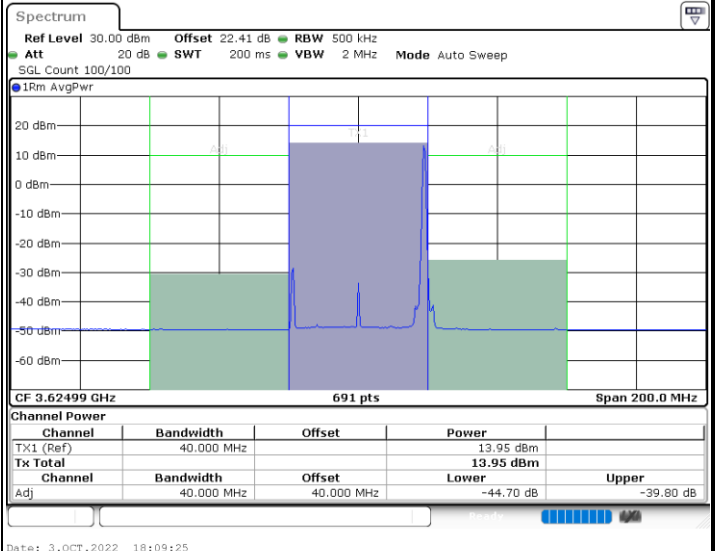 Spectrum
Ref Level 30.00 dBm Offset 22.41 dB RBW 500 kHz
Att 20 dB SWT 200 ms VBW 2 MHz Mode Auto Sweep
SGL Count 100/100
1Rm AvgPwr
TX1
20 dBm
Adj Adj
10 dBm
0 dBm
-10 dBm
-20 dBm
-30 dBm
-40 dBm
-50 dBm
-60 dBm
CF 3.62499 GHz 691 pts Span 200.0 MHz
Channel Power
Channel Bandwidth Offset Power
TX1 (Ref) 40.000 MHz 13.95 dBm
Tx Total 13.95 dBm
Channel Bandwidth Offset Lower Upper
Adj 40.000 MHz 40.000 MHz -44.70 dB -39.80 dB
Ready
Date: 3.OCT.2022 18:09:25